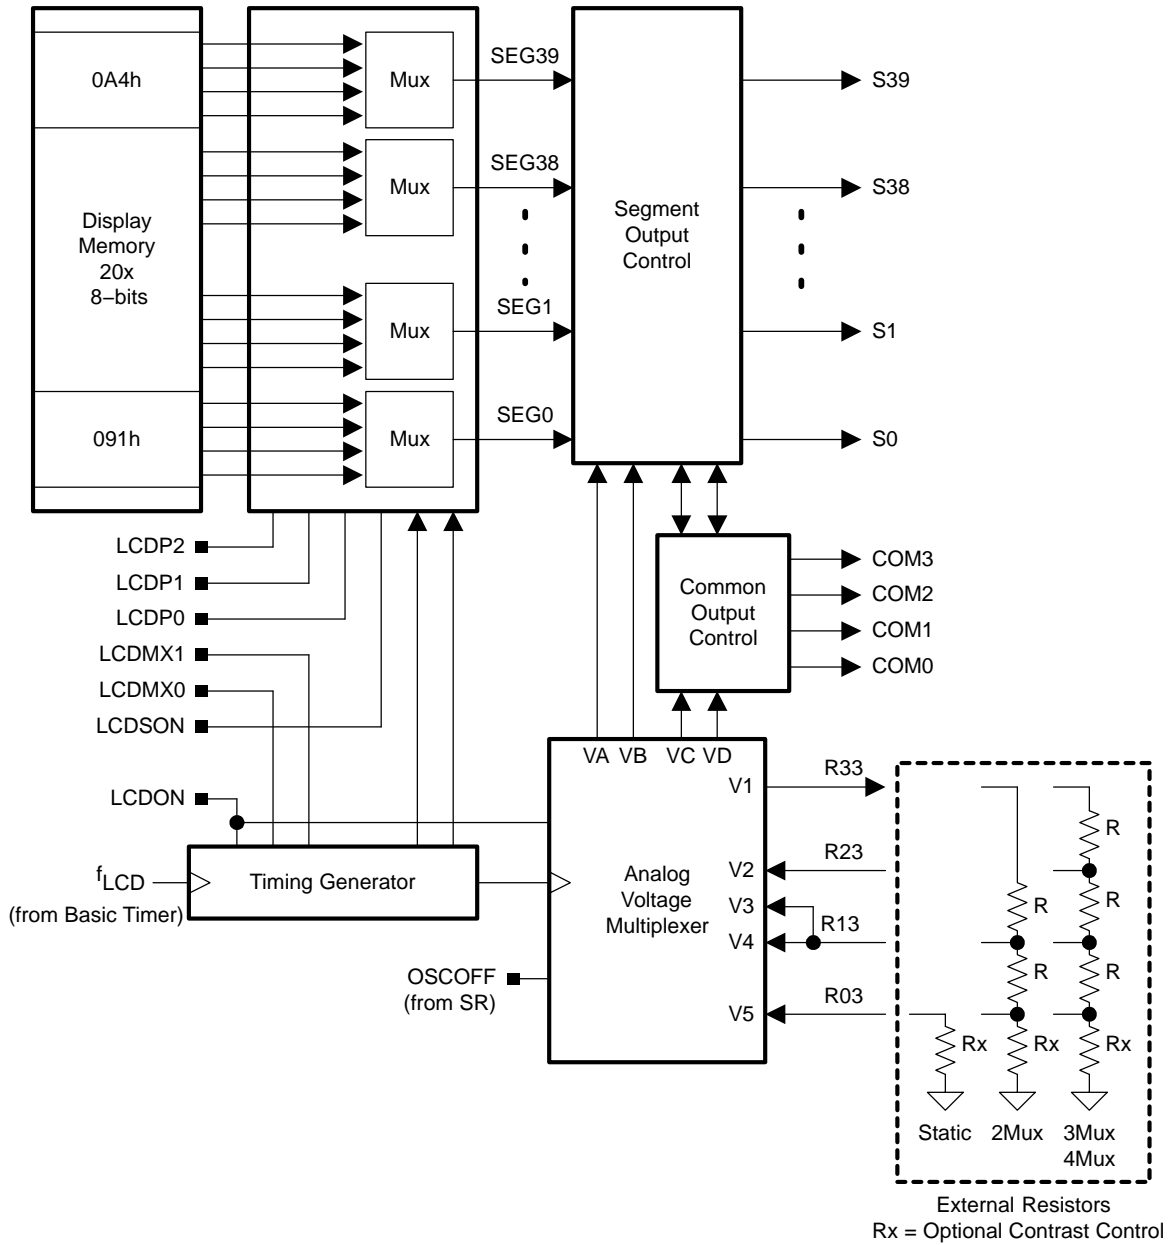 0A4h
Display
Memory
20x
8−bits
091h
Mux
Mux
Mux
Mux
SEG39
SEG38
SEG1
SEG0
Segment
Output
Control
S39
S38
S1
S0
LCDP2
LCDP1
LCDP0
LCDMX1
LCDMX0
LCDSON
LCDON
Common
Output
Control
COM3
COM2
COM1
COM0
fLCD
(from Basic Timer)
Timing Generator
OSCOFF
(from SR)
VA VB VC VD
Analog
Voltage
Multiplexer
V1
V2
V3
V4
V5
R33
R23
R13
R03
R
R
R
R
R
Rx
Rx
Rx
Static
2Mux
3Mux
4Mux
External Resistors
Rx = Optional Contrast Control